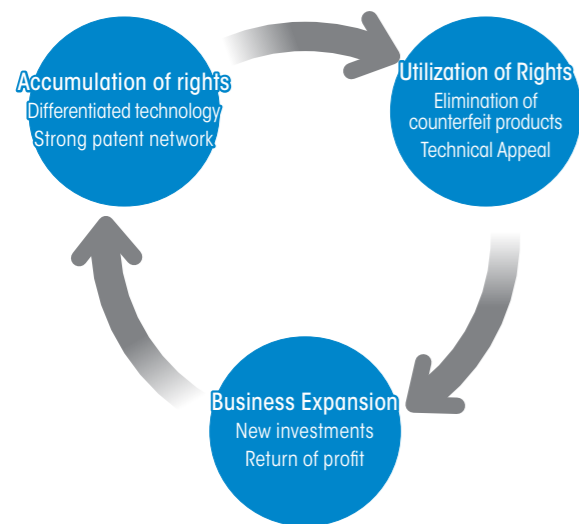 Accumulation of rights
Differentiated technology
Strong patent network
Utilization of Rights
Elimination of
counterfeit products
Technical Appeal
Business Expansion
New investments
Return of profit